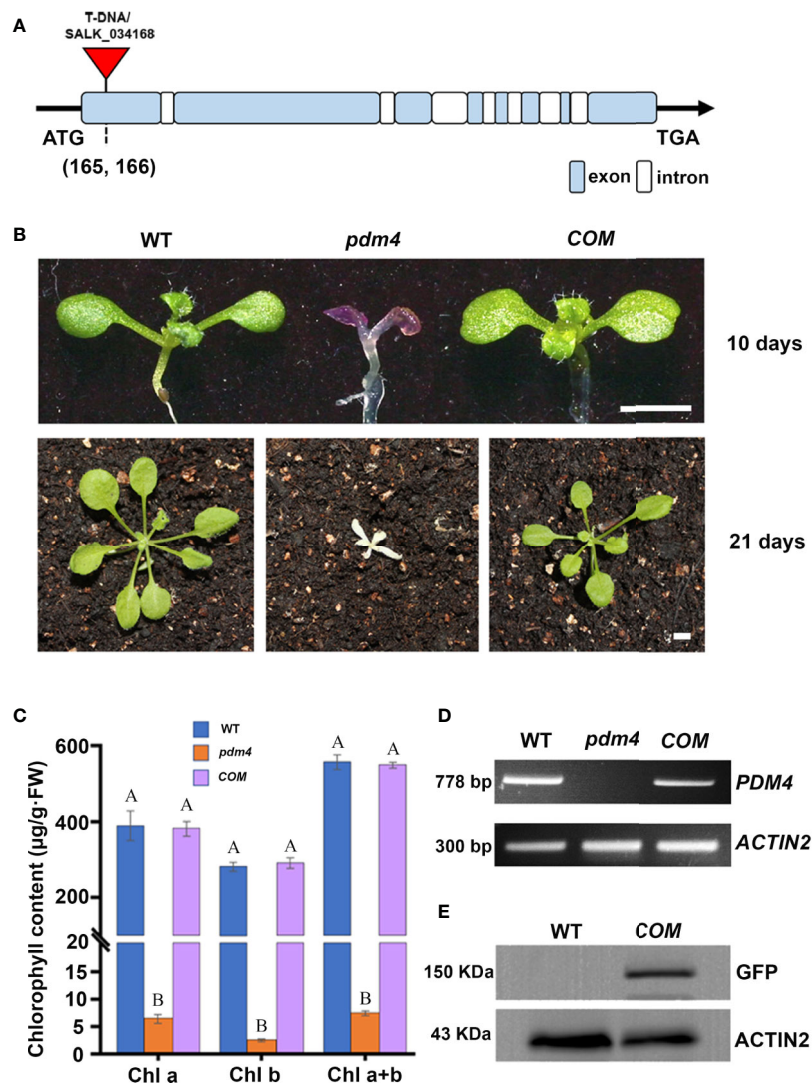 A
T-DNA/
SALK_034168
ATG
TGA
(165, 166)
exon
intron
B
WT
pdm4
COM
10 days
21 days
C
WT
pdm4
COM
Chlorophyll content (µg/g·FW)
600
400
200
20
15
10
5
0
A
A
B
A
A
B
A
A
B
Chl a
Chl b
Chl a+b
D
WT
pdm4
COM
778 bp
PDM4
300 bp
ACTIN2
E
WT
COM
150 KDa
GFP
43 KDa
ACTIN2